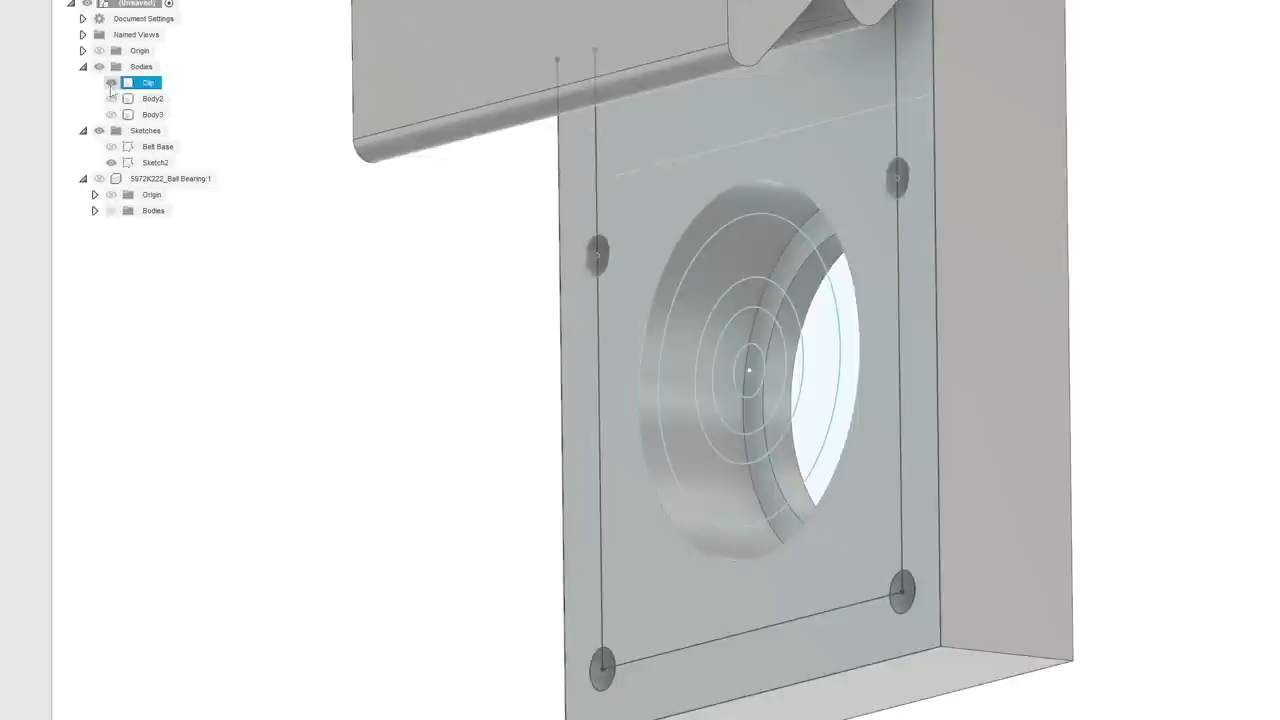 (Unsaved)
Document Settings
Named Views
Origin
Bodies
Clip
Body2
Body3
Sketches
Belt Base
Sketch2
5972K222_Ball Bearing:1
Origin
Bodies